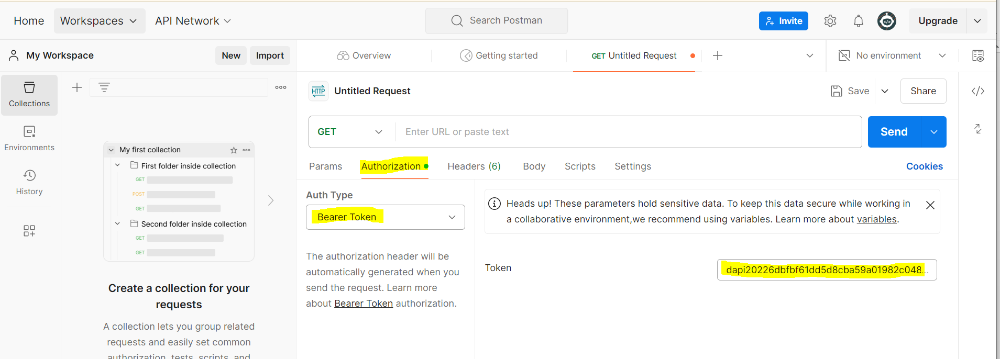 Home Workspaces API Network Search Postman Invite Upgrade
My Workspace New Import Overview Getting started GET Untitled Request No environment
Collections
Environments
History
My first collection
First folder inside collection
GET
POST
GET
Second folder inside collection
GET
GET
Create a collection for your
requests
A collection lets you group related
requests and easily set common
authorization, tests, scripts, and
HTTP Untitled Request Save Share
GET Enter URL or paste text Send
Params Authorization Headers (6) Body Scripts Settings Cookies
Auth Type
Bearer Token
The authorization header will be
automatically generated when you
send the request. Learn more
about Bearer Token authorization.
Heads up! These parameters hold sensitive data. To keep this data secure while working in
a collaborative environment,we recommend using variables. Learn more about variables.
Token dapi20226dbfbf61dd5d8cba59a01982c048...